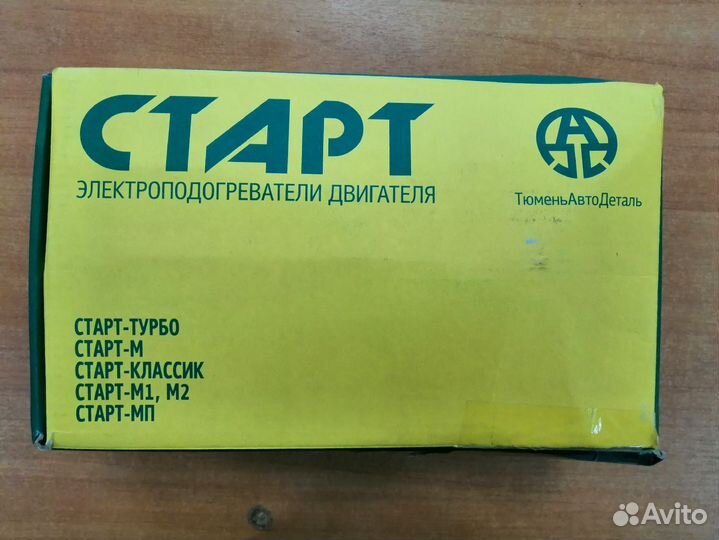 СТАРТ
ЭЛЕКТРОПОДОГРЕВАТЕЛИ ДВИГАТЕЛЯ
ТюменьАвтоДеталь
СТАРТ-ТУРБО
СТАРТ-М
СТАРТ-КЛАССИК
СТАРТ-М1, М2
СТАРТ-МП
Avito